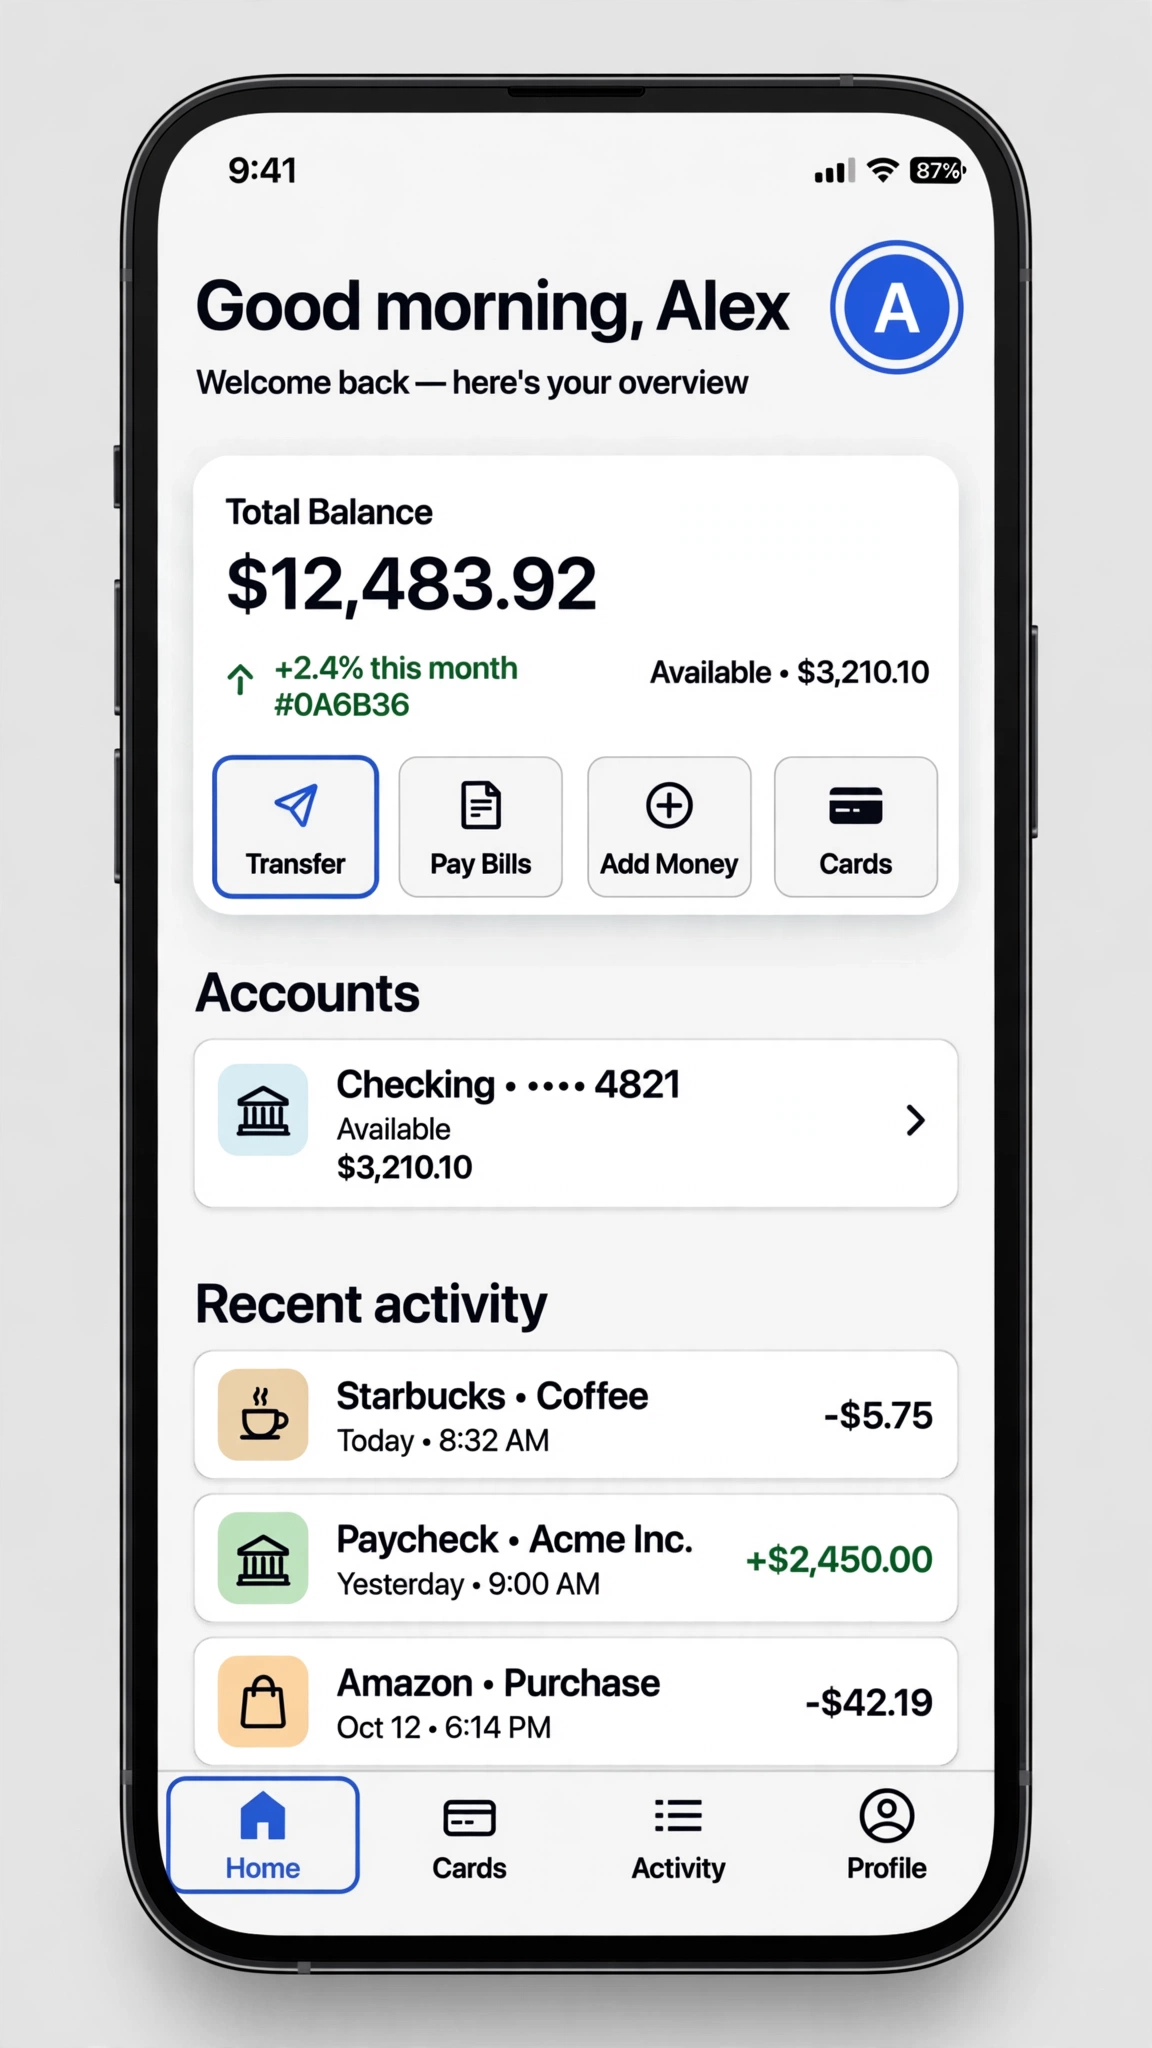 9:41
87%
Good morning, Alex
A
Welcome back — here's your overview
Total Balance
$12,483.92
+2.4% this month
#0A6B36
Available • $3,210.10
Transfer
Pay Bills
Add Money
Cards
Accounts
Checking • •••• 4821
Available
$3,210.10
Recent activity
Starbucks • Coffee
-$5.75
Today • 8:32 AM
Paycheck • Acme Inc.
+$2,450.00
Yesterday • 9:00 AM
Amazon • Purchase
-$42.19
Oct 12 • 6:14 PM
Home
Cards
Activity
Profile